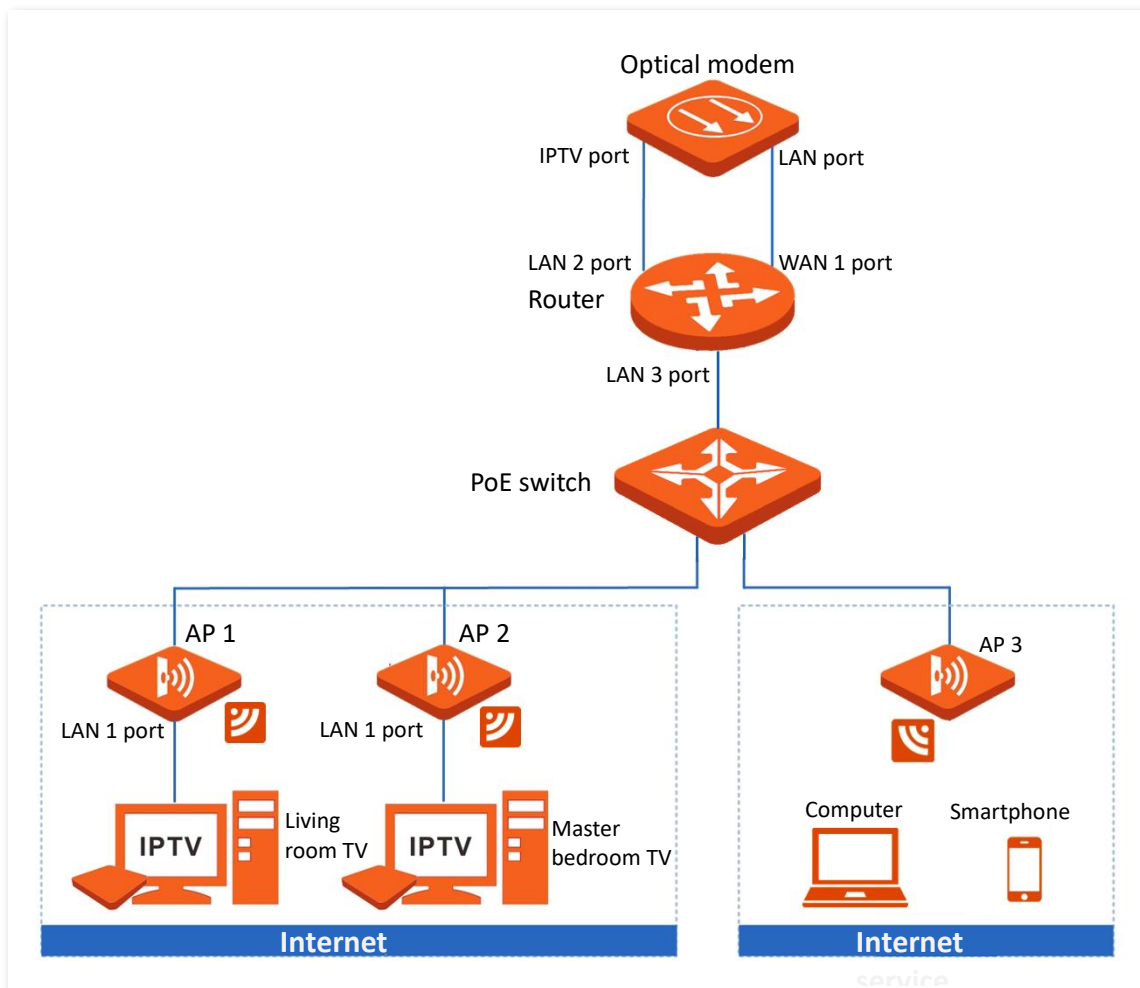 Optical modem
IPTV port
LAN port
LAN 2 port
WAN 1 port
Router
LAN 3 port
PoE switch
AP 1
AP 2
AP 3
LAN 1 port
LAN 1 port
IPTV
Living
room TV
IPTV
Master
bedroom TV
Computer
Smartphone
Internet
Internet
service